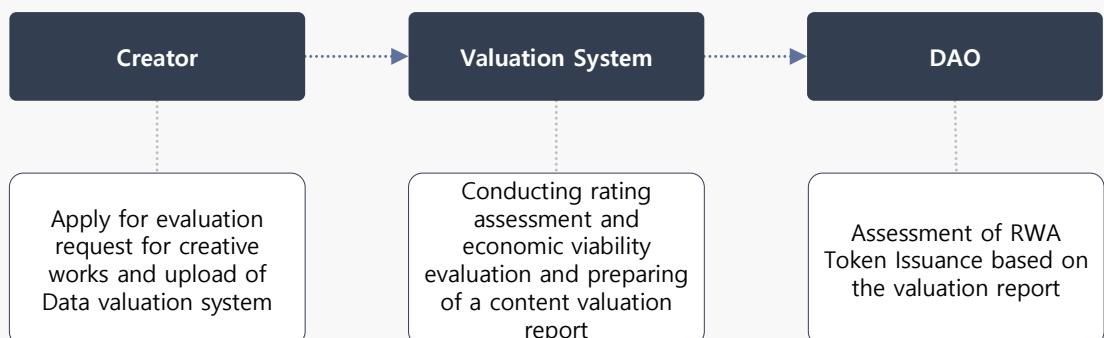 Creator
Valuation System
DAO
Apply for evaluation
request for creative
works and upload of
Data valuation system
Conducting rating
assessment and
economic viability
evaluation and preparing
of a content valuation
report
Assessment of RWA
Token Issuance based on
the valuation report